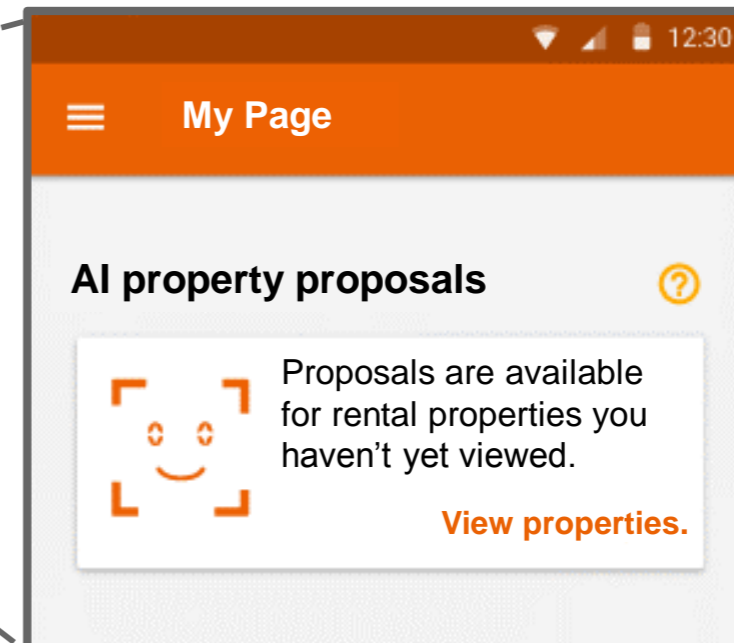 12:30
My Page
AI property proposals
Proposals are available
for rental properties you
haven’t yet viewed.
View properties.